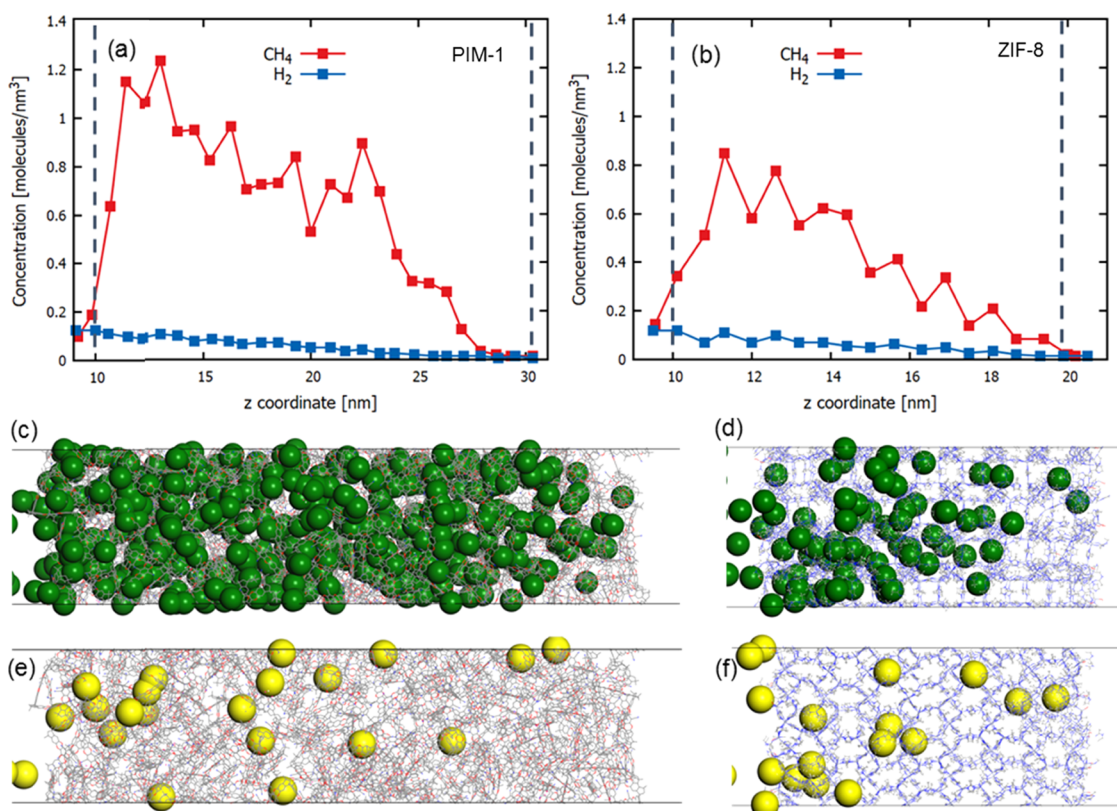 (a)
PIM-1
CH4
H2
Concentration [molecules/nm3]
1.4
1.2
1
0.8
0.6
0.4
0.2
0
10
15
20
25
30
z coordinate [nm]
(b)
ZIF-8
CH4
H2
Concentration [molecules/nm3]
1.4
1.2
1
0.8
0.6
0.4
0.2
0
10
12
14
16
18
20
z coordinate [nm]
(c)
(d)
(e)
(f)